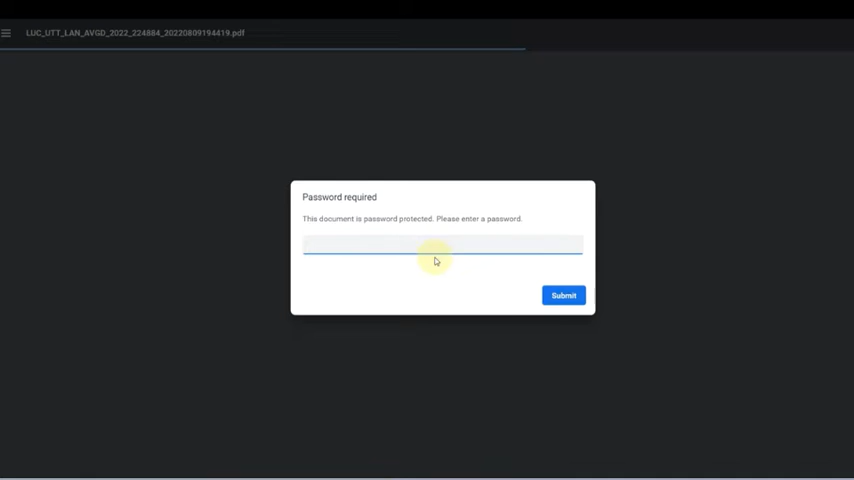 LUC_UTT_LAN_AVGD_2022_224884_20220809194419.pdf
Password required
This document is password protected. Please enter a password.
Submit